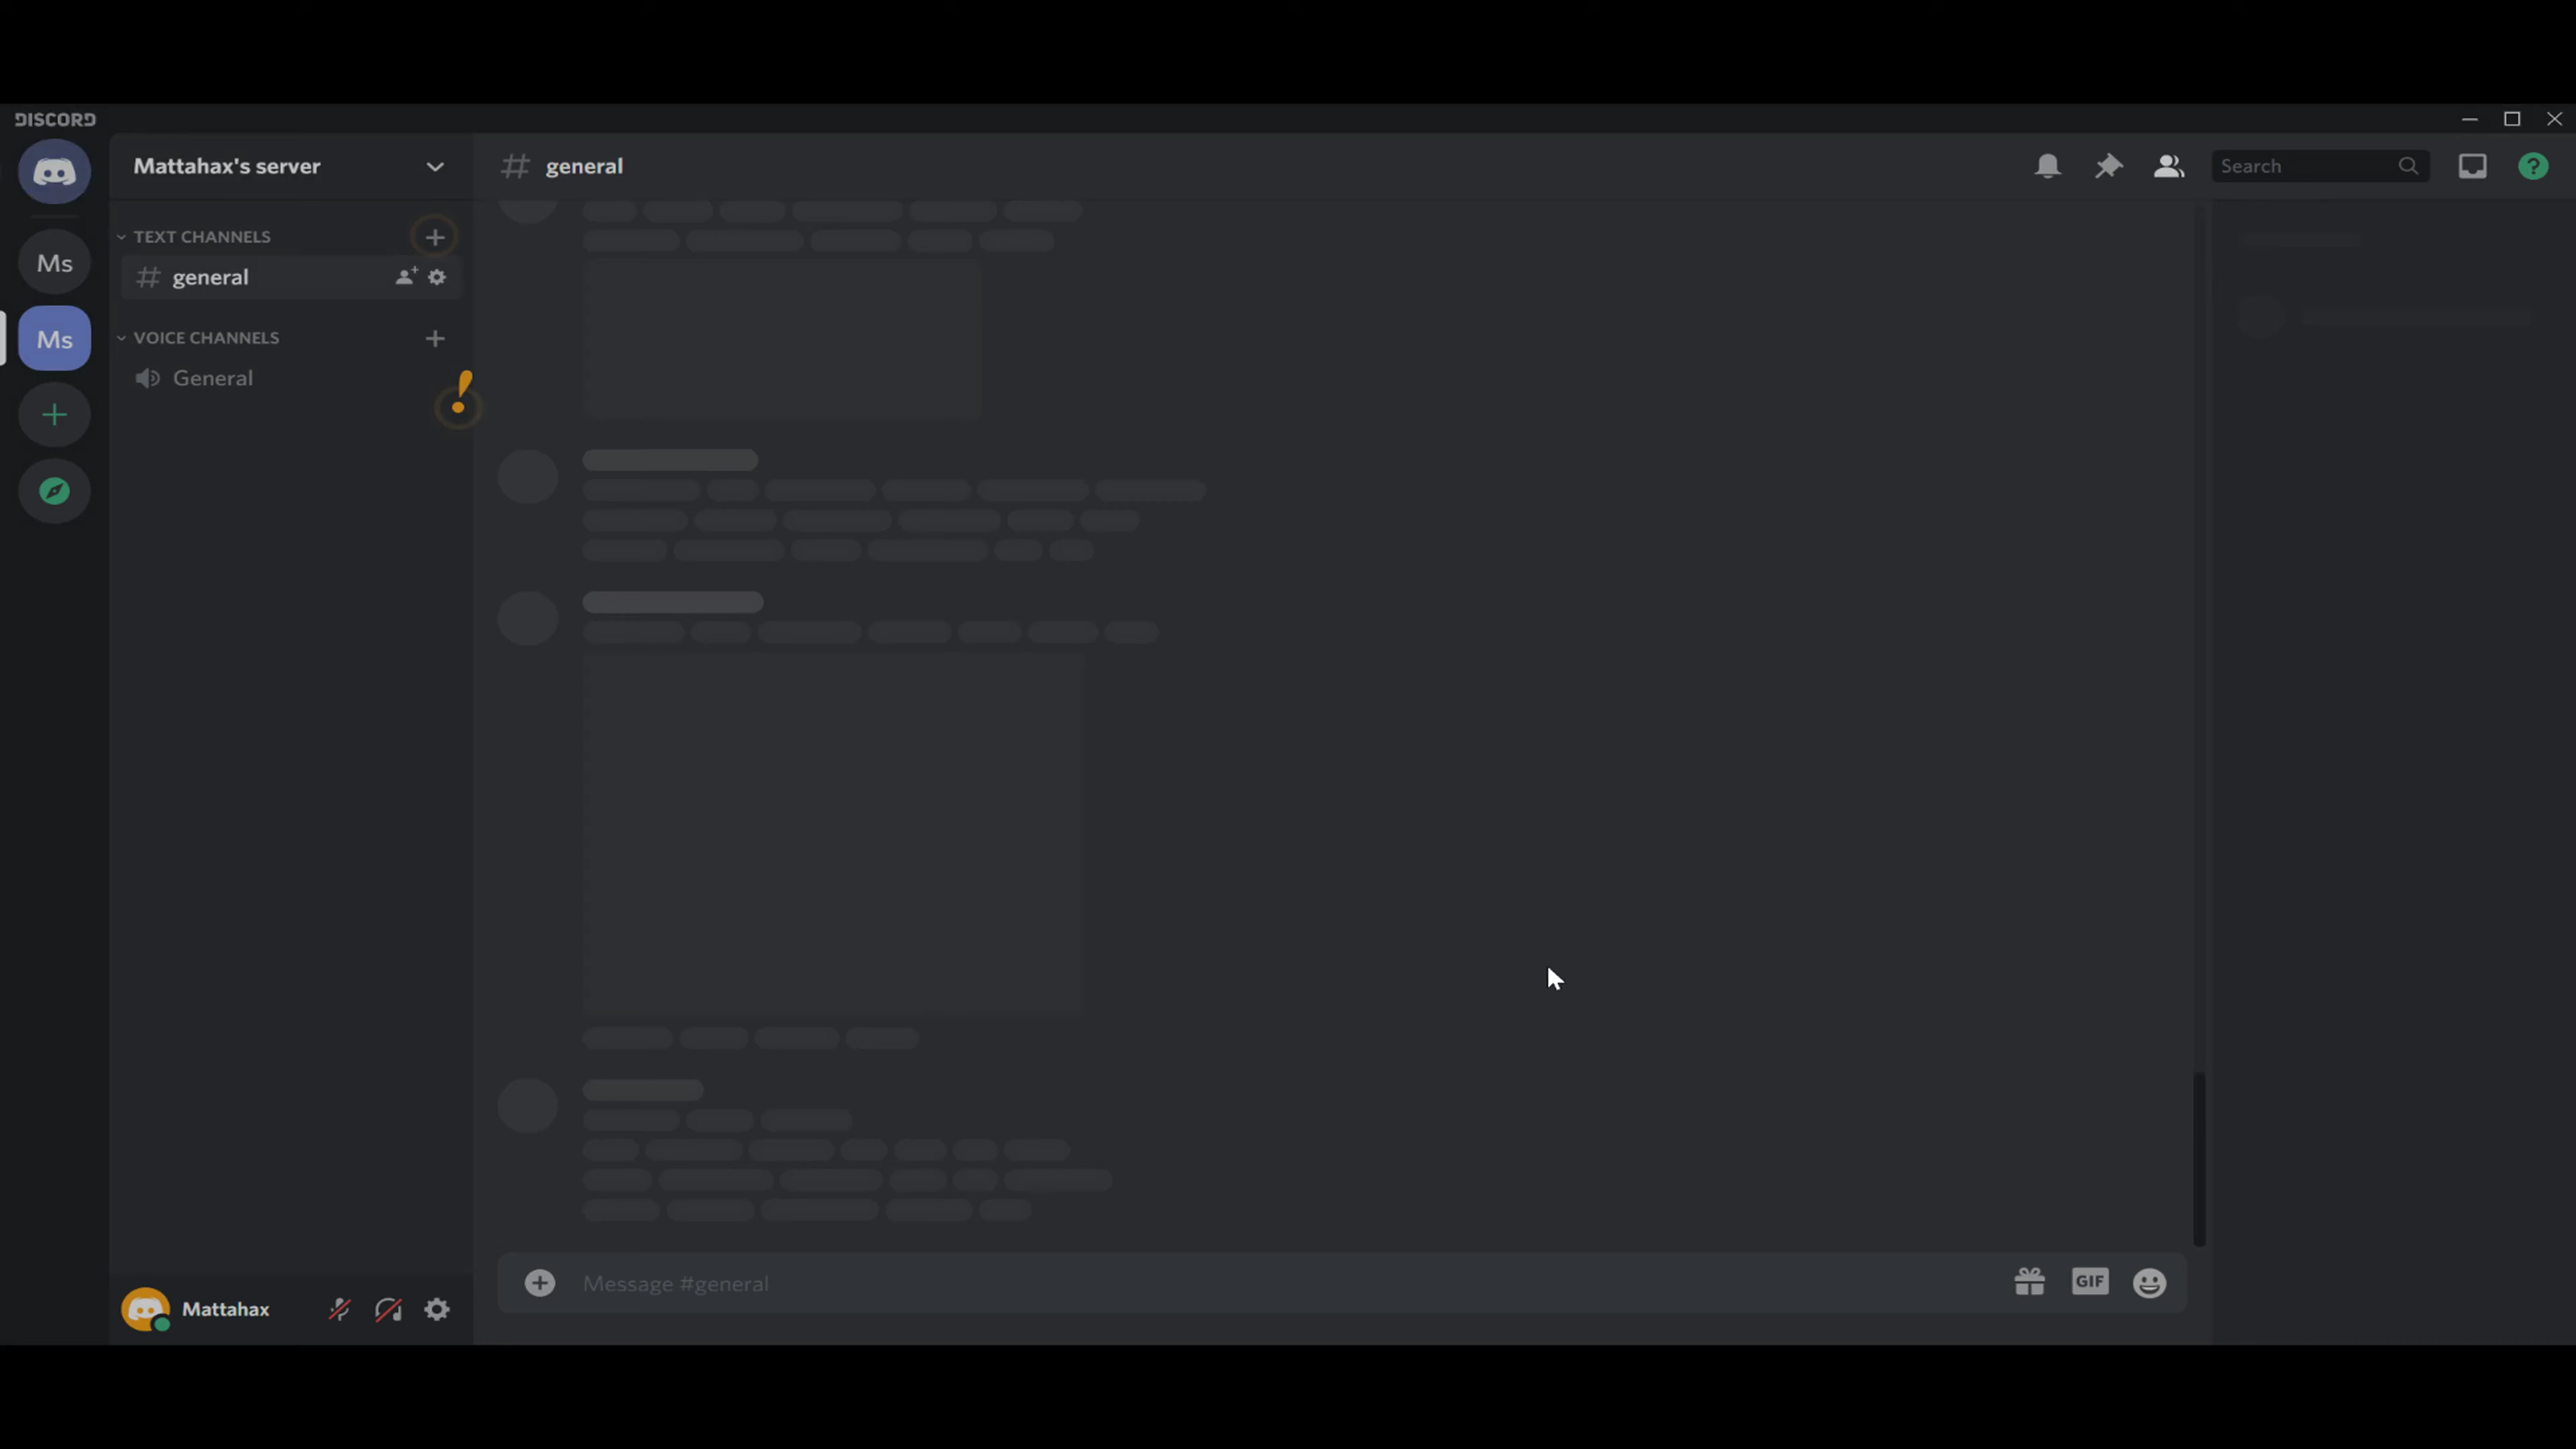 DISCORD
Mattahax's server
general
Search
TEXT CHANNELS
general
Ms
VOICE CHANNELS
Ms
General
Message #general
GIF
Mattahax